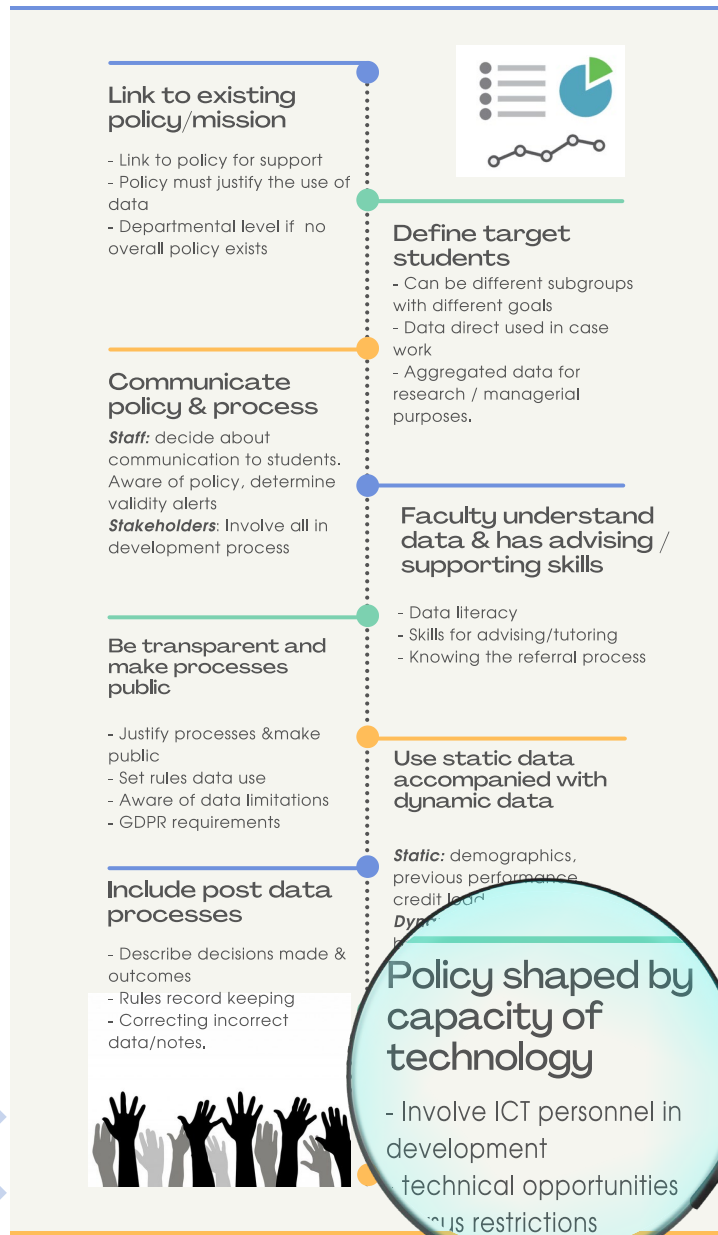 Link to existing
policy/mission
- Link to policy for support
- Policy must justify the use of
data
- Departmental level if no
overall policy exists
Define target
students
- Can be different subgroups
with different goals
- Data direct used in case
work
- Aggregated data for
research / managerial
purposes.
Communicate
policy & process
Staff: decide about
communication to students.
Aware of policy, determine
validity alerts
Stakeholders: Involve all in
development process
Faculty understand
data & has advising /
supporting skills
- Data literacy
- Skills for advising/tutoring
- Knowing the referral process
Be transparent and
make processes
public
- Justify processes &make
public
- Set rules data use
- Aware of data limitations
- GDPR requirements
Use static data
accompanied with
dynamic data
Static: demographics,
previous performance
credit load
Include post data
processes
- Describe decisions made &
outcomes
- Rules record keeping
- Correcting incorrect
data/notes.
Policy shaped by
capacity of
technology
- Involve ICT personnel in
development
technical opportunities
restrictions